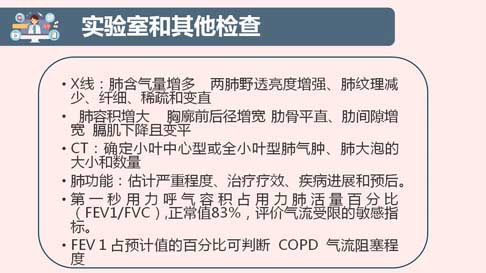 实验室和其他检查
• X线：肺含气量增多 两肺野透亮度增强、肺纹理减
少、纤细、稀疏和变直
• 肺容积增大 胸廓前后径增宽 肋骨平直、肋间隙增
宽 膈肌下降且变平
• CT：确定小叶中心型或全小叶型肺气肿、肺大泡的
大小和数量
• 肺功能：估计严重程度、治疗疗效、疾病进展和预后。
• 第一秒用力呼气容积占用力肺活量百分比
（FEV1/FVC）,正常值83%，评价气流受限的敏感指
标。
• FEV 1 占预计值的百分比可判断 COPD 气流阻塞程
度